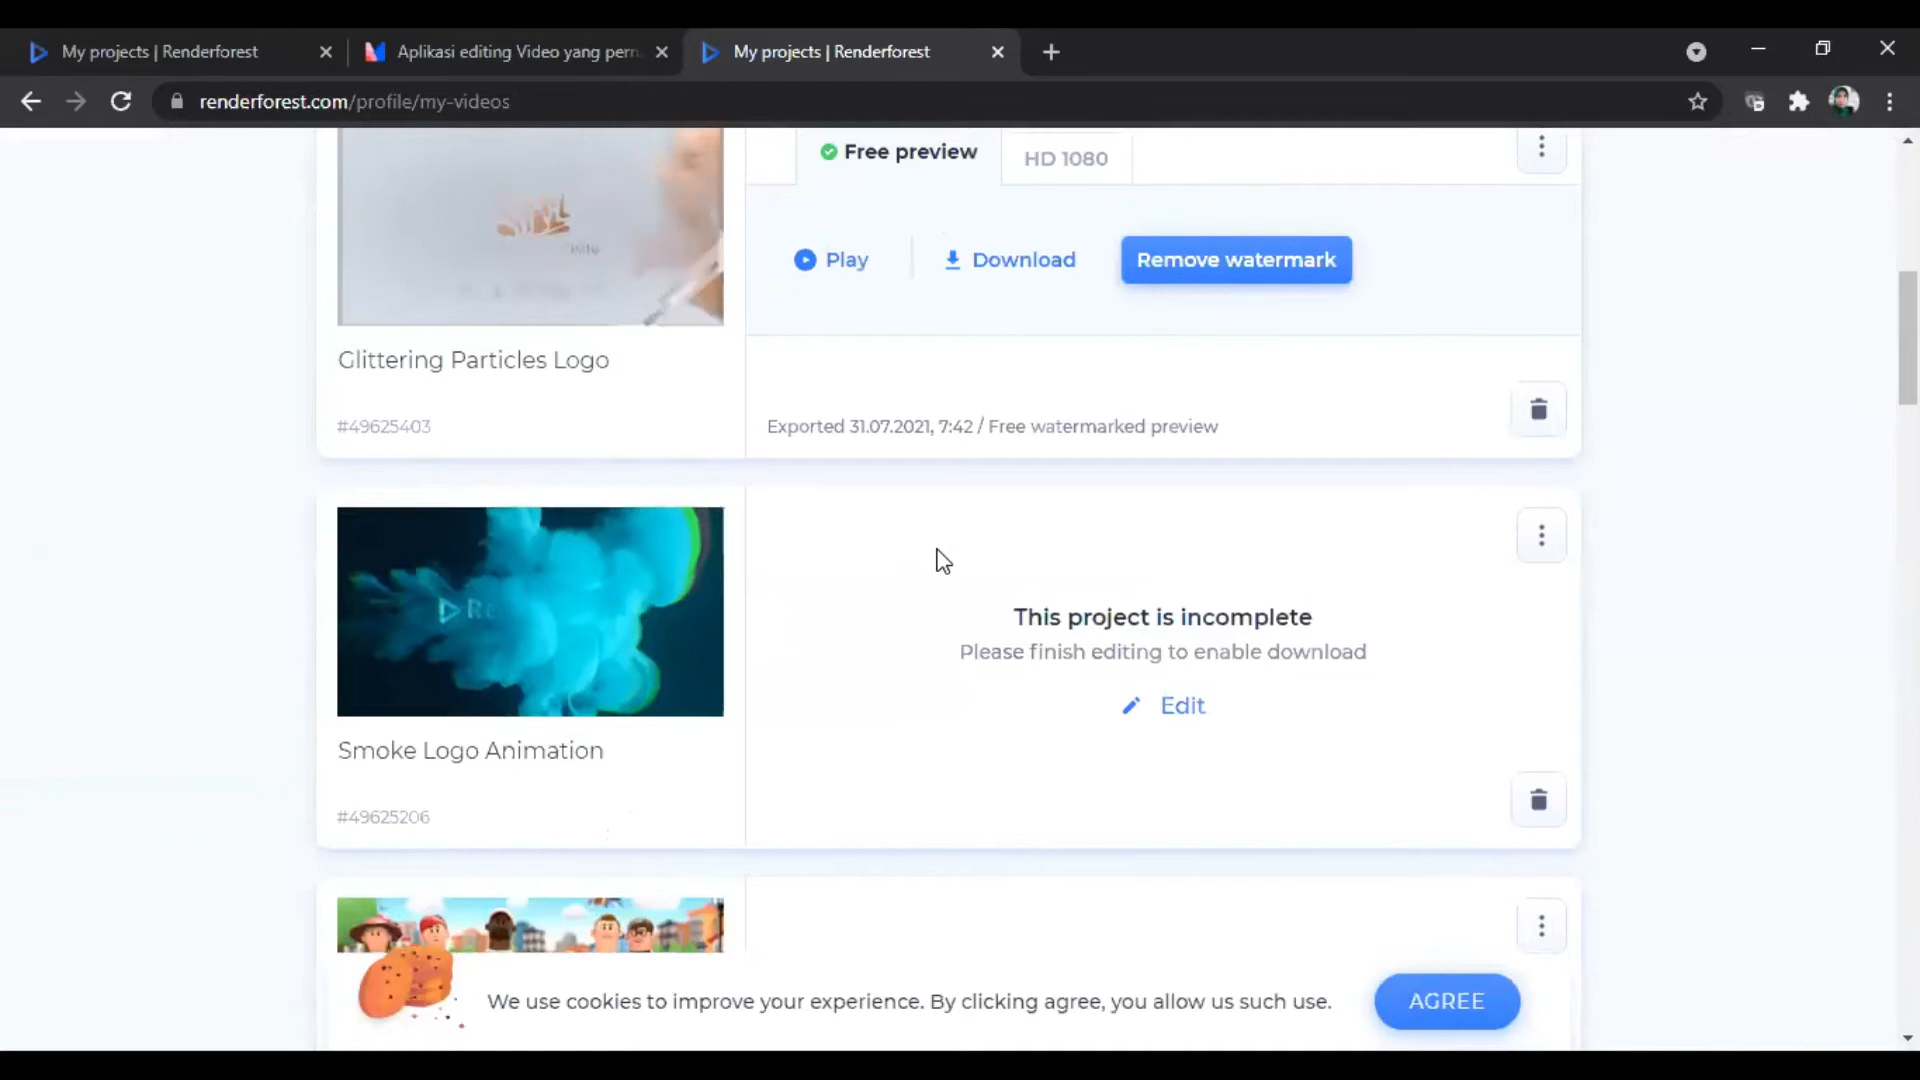 My projects | Renderforest
Aplikasi editing Video yang pern
My projects | Renderforest
renderforest.com/profile/my-videos
Free preview
HD 1080
Play
Download
Remove watermark
Glittering Particles Logo
#49625403
Exported 31.07.2021, 7:42 / Free watermarked preview
This project is incomplete
Please finish editing to enable download
Edit
Smoke Logo Animation
#49625206
We use cookies to improve your experience. By clicking agree, you allow us such use.
AGREE